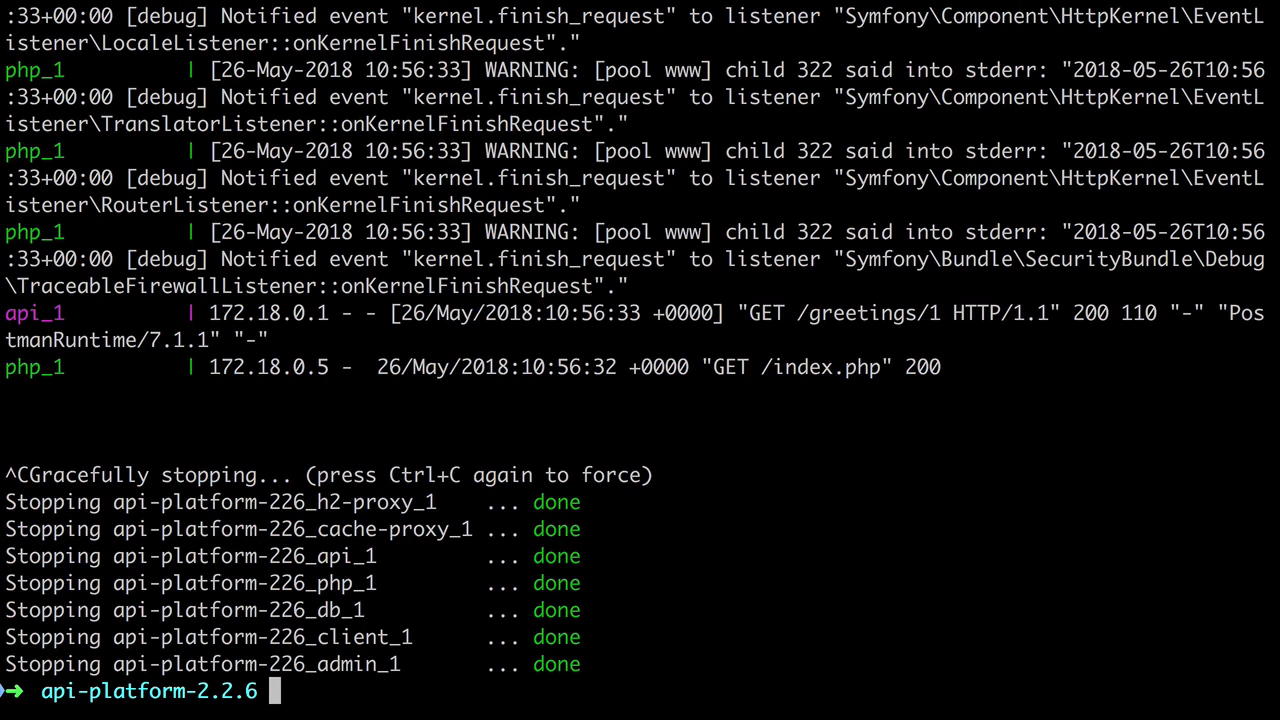 :33+00:00 [debug] Notified event "kernel.finish_request" to listener "Symfony\Component\HttpKernel\EventL
istener\LocaleListener::onKernelFinishRequest"."
php_1          | [26-May-2018 10:56:33] WARNING: [pool www] child 322 said into stderr: "2018-05-26T10:56
:33+00:00 [debug] Notified event "kernel.finish_request" to listener "Symfony\Component\HttpKernel\EventL
istener\TranslatorListener::onKernelFinishRequest"."
php_1          | [26-May-2018 10:56:33] WARNING: [pool www] child 322 said into stderr: "2018-05-26T10:56
:33+00:00 [debug] Notified event "kernel.finish_request" to listener "Symfony\Component\HttpKernel\EventL
istener\RouterListener::onKernelFinishRequest"."
php_1          | [26-May-2018 10:56:33] WARNING: [pool www] child 322 said into stderr: "2018-05-26T10:56
:33+00:00 [debug] Notified event "kernel.finish_request" to listener "Symfony\Bundle\SecurityBundle\Debug
\TraceableFirewallListener::onKernelFinishRequest"."
api_1          | 172.18.0.1 - - [26/May/2018:10:56:33 +0000] "GET /greetings/1 HTTP/1.1" 200 110 "-" "Pos
tmanRuntime/7.1.1" "-"
php_1          | 172.18.0.5 -  26/May/2018:10:56:32 +0000 "GET /index.php" 200
^CGracefully stopping... (press Ctrl+C again to force)
Stopping api-platform-226_h2-proxy_1    ... done
Stopping api-platform-226_cache-proxy_1 ... done
Stopping api-platform-226_api_1         ... done
Stopping api-platform-226_php_1         ... done
Stopping api-platform-226_db_1          ... done
Stopping api-platform-226_client_1      ... done
Stopping api-platform-226_admin_1       ... done
➜  api-platform-2.2.6